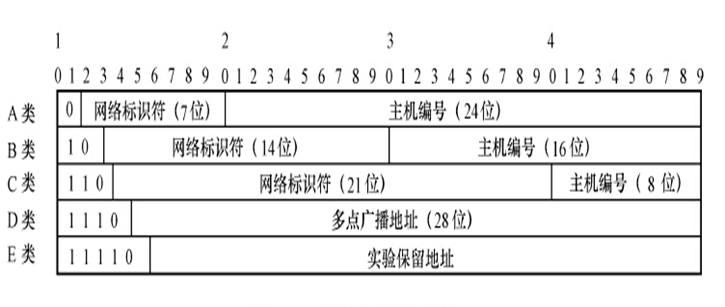 1 2 3 4
0 1 2 3 4 5 6 7 8 9 0 1 2 3 4 5 6 7 8 9 0 1 2 3 4 5 6 7 8 9 0 1 2 3 4 5 6 7 8 9
A类 0 网络标识符（7位） 主机编号（24位）
B类 1 0 网络标识符（14位） 主机编号（16位）
C类 1 1 0 网络标识符（21位） 主机编号（8位）
D类 1 1 1 0 多点广播地址（28位）
E类 1 1 1 1 0 实验保留地址